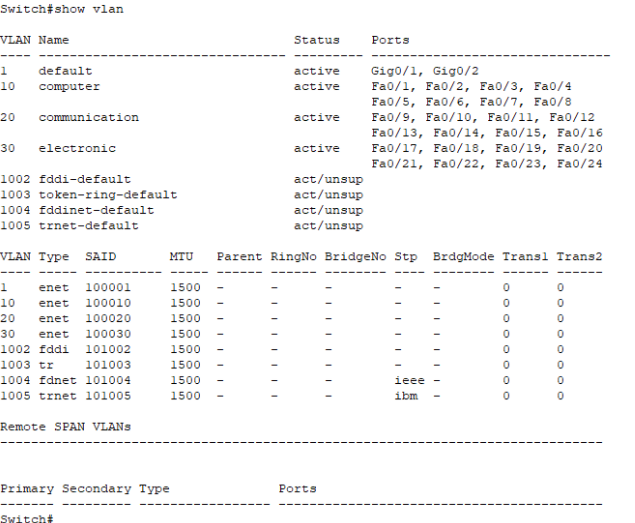 Switch#show vlan
VLAN Name Status Ports
---- -------------------------------- --------- -------------------------------
1 default active Gig0/1, Gig0/2
10 computer active Fa0/1, Fa0/2, Fa0/3, Fa0/4
Fa0/5, Fa0/6, Fa0/7, Fa0/8
20 communication active Fa0/9, Fa0/10, Fa0/11, Fa0/12
Fa0/13, Fa0/14, Fa0/15, Fa0/16
30 electronic active Fa0/17, Fa0/18, Fa0/19, Fa0/20
Fa0/21, Fa0/22, Fa0/23, Fa0/24
1002 fddi-default act/unsup
1003 token-ring-default act/unsup
1004 fddinet-default act/unsup
1005 trnet-default act/unsup
VLAN Type SAID MTU Parent RingNo BridgeNo Stp BrdgMode Trans1 Trans2
---- ----- ---------- ----- ------ ------ -------- ---- -------- ------ ------
1 enet 100001 1500 - - - - - 0 0
10 enet 100010 1500 - - - - - 0 0
20 enet 100020 1500 - - - - - 0 0
30 enet 100030 1500 - - - - - 0 0
1002 fddi 101002 1500 - - - - - 0 0
1003 tr 101003 1500 - - - - - 0 0
1004 fdnet 101004 1500 - - - ieee - 0 0
1005 trnet 101005 1500 - - - ibm - 0 0
Remote SPAN VLANs
------------------------------------------------------------------------------
Primary Secondary Type Ports
------- --------- ----------------- ------------------------------------------
Switch#